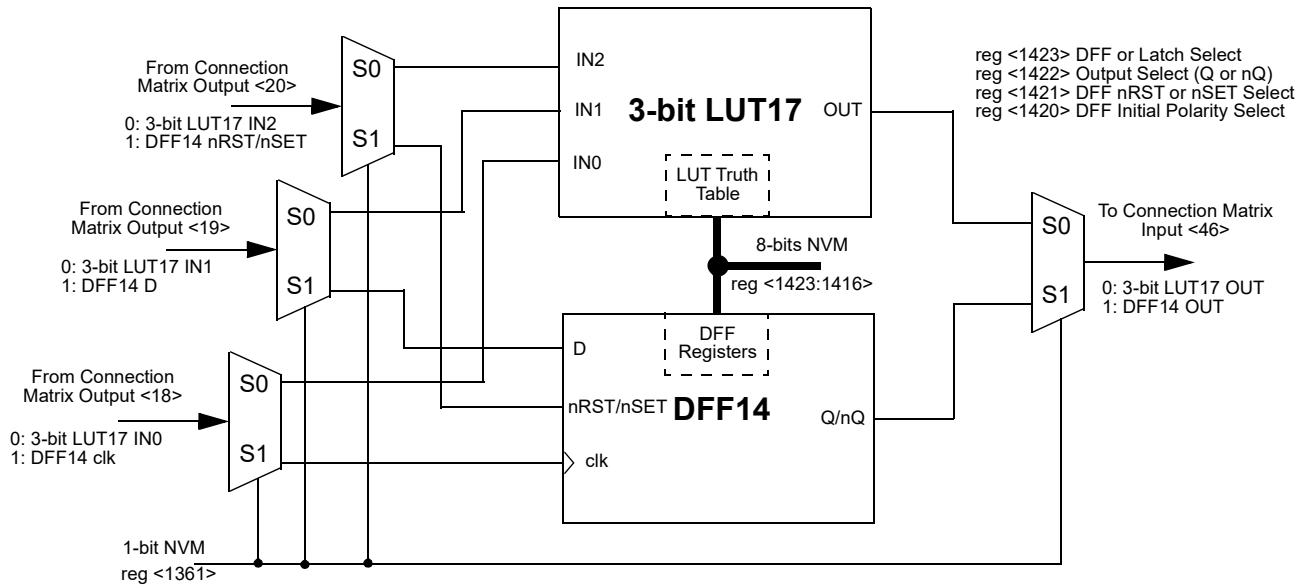 From Connection
Matrix Output <20>
0: 3-bit LUT17 IN2
1: DFF14 nRST/nSET
S0
S1
From Connection
Matrix Output <19>
0: 3-bit LUT17 IN1
1: DFF14 D
S0
S1
From Connection
Matrix Output <18>
0: 3-bit LUT17 IN0
1: DFF14 clk
S0
S1
1-bit NVM
reg <1361>
IN2
IN1
IN0
3-bit LUT17
OUT
LUT Truth
Table
8-bits NVM
reg <1423:1416>
DFF
Registers
D
nRST/nSET
clk
DFF14
Q/nQ
reg <1423> DFF or Latch Select
reg <1422> Output Select (Q or nQ)
reg <1421> DFF nRST or nSET Select
reg <1420> DFF Initial Polarity Select
S0
S1
To Connection Matrix
Input <46>
0: 3-bit LUT17 OUT
1: DFF14 OUT